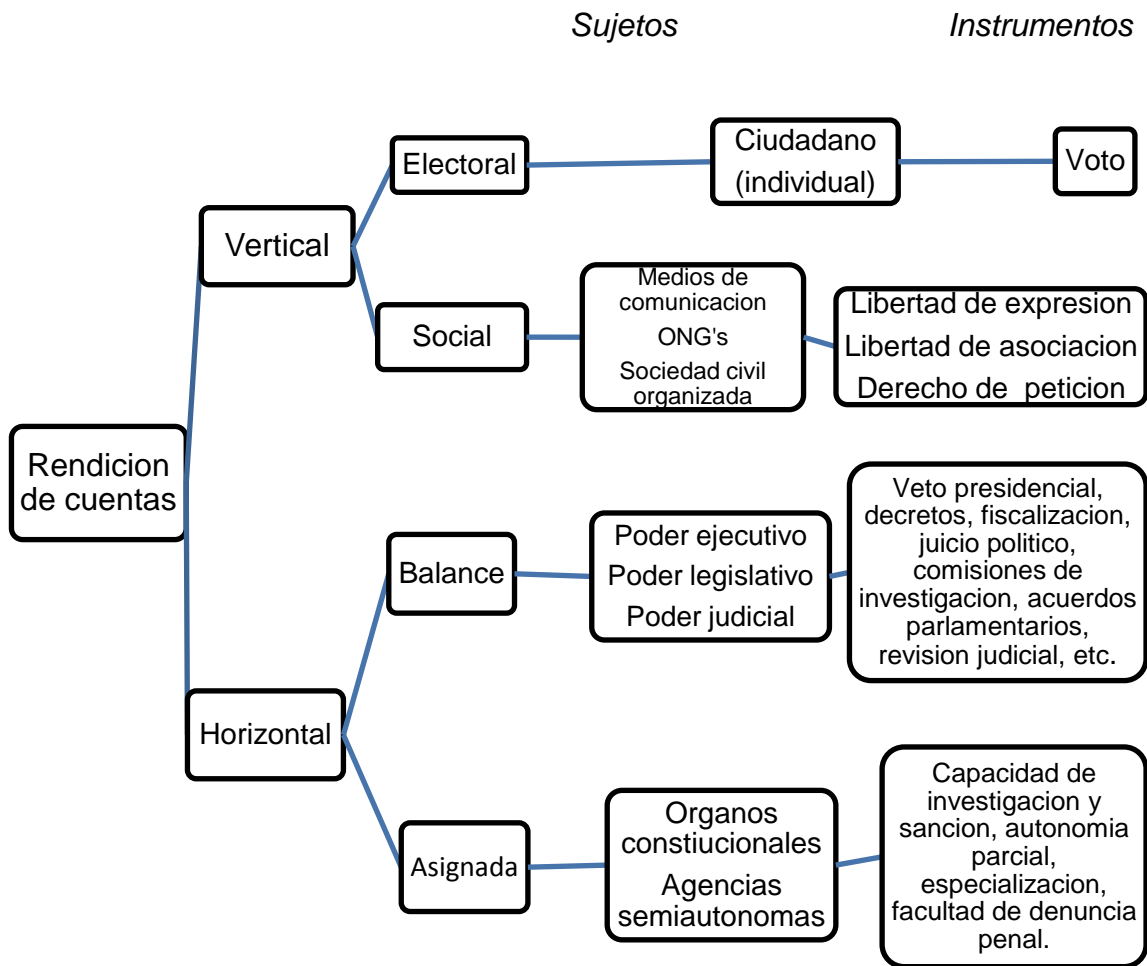 Sujetos
Instrumentos
Electoral
Ciudadano
(individual)
Voto
Vertical
Social
Medios de
comunicacion
ONG's
Sociedad civil
organizada
Libertad de expresion
Libertad de asociacion
Derecho de peticion
Rendicion
de cuentas
Balance
Poder ejecutivo
Poder legislativo
Poder judicial
Veto presidencial,
decretos, fiscalizacion,
juicio politico,
comisiones de
investigacion, acuerdos
parlamentarios,
revision judicial, etc.
Horizontal
Asignada
Organos
constiucionales
Agencias
semiautonomas
Capacidad de
investigacion y
sancion, autonomia
parcial,
especializacion,
facultad de denuncia
penal.